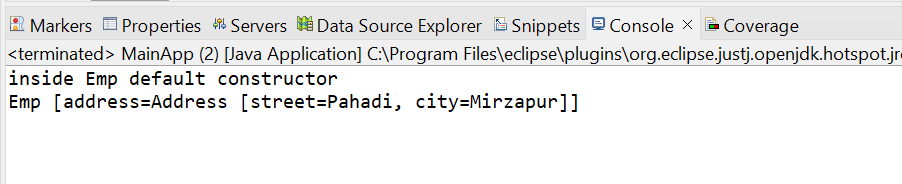 Markers Properties Servers Data Source Explorer Snippets Console Coverage
<terminated> MainApp (2) [Java Application] C:\Program Files\eclipse\plugins\org.eclipse.justj.openjdk.hotspot.jr
inside Emp default constructor
Emp [address=Address [street=Pahadi, city=Mirzapur]]